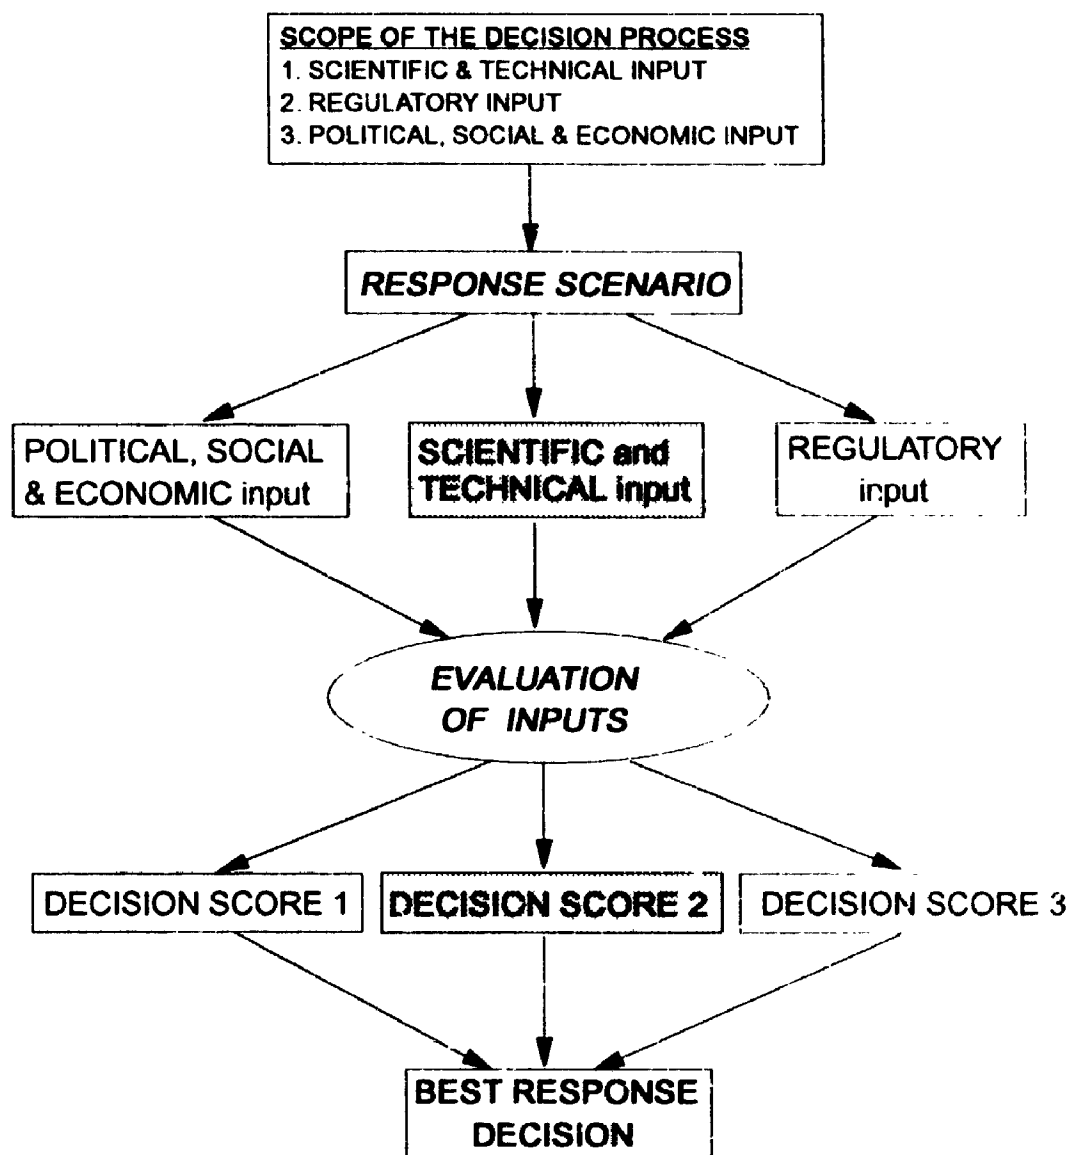 SCOPE OF THE DECISION PROCESS
1. SCIENTIFIC & TECHNICAL INPUT
2. REGULATORY INPUT
3. POLITICAL, SOCIAL & ECONOMIC INPUT
RESPONSE SCENARIO
POLITICAL, SOCIAL
& ECONOMIC input
SCIENTIFIC and
TECHNICAL input
REGULATORY
input
EVALUATION
OF INPUTS
DECISION SCORE 1
DECISION SCORE 2
DECISION SCORE 3
BEST RESPONSE
DECISION